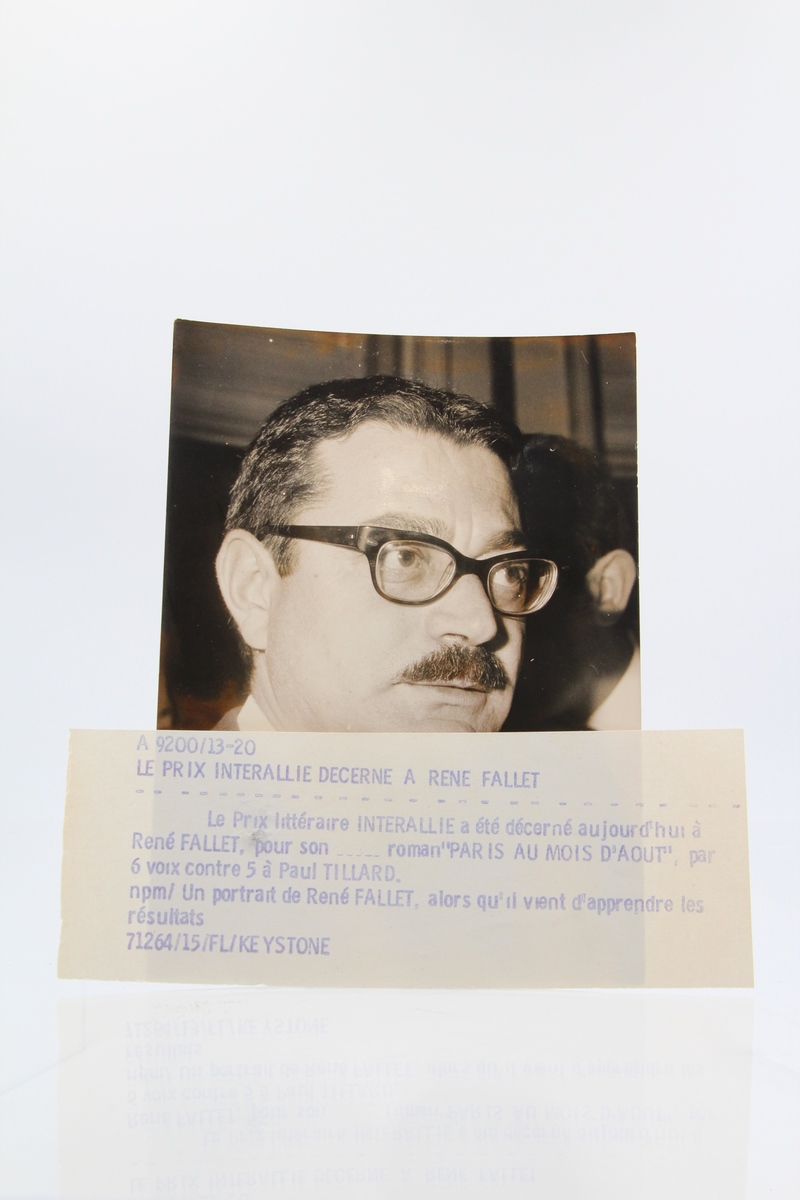 A 9200/13-20
LE PRIX INTERALLIE DECERNE A RENE FALLET
- - - - - - - - - - - - - - - - - - - - - - - -
Le Prix littéraire INTERALLIE a été décerné aujourd'hui à
René FALLET, pour son _____ roman "PARIS AU MOIS D'AOUT", par
6 voix contre 5 à Paul TILLARD.
npm/ Un portrait de René FALLET, alors qu'il vient d'apprendre les
résultats
71264/15/FL/KEYSTONE